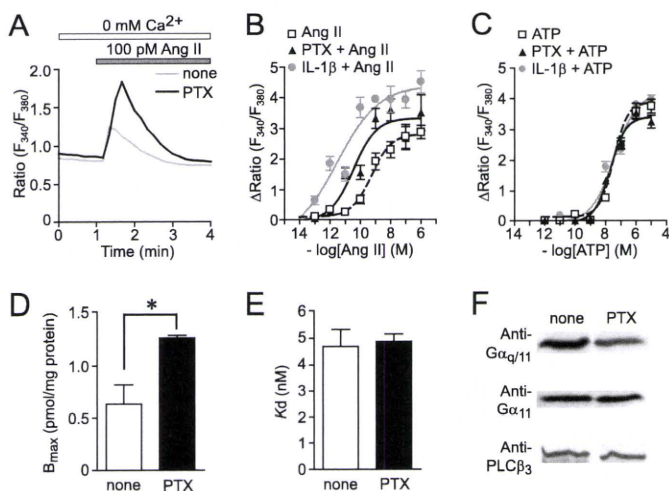 A
0 mM Ca2+
100 pM Ang II
none
PTX
2.0
1.5
1.0
0.5
0
Ratio (F340/F380)
0 1 2 3 4
Time (min)
B
Ang II
PTX + Ang II
IL-1β + Ang II
5
4
3
2
1
0
ΔRatio (F340/F380)
14 12 10 8 6
- log[Ang II] (M)
C
ATP
PTX + ATP
IL-1β + ATP
5
4
3
2
1
0
ΔRatio (F340/F380)
14 12 10 8 6 4
- log[ATP] (M)
D
1.5
1.0
0.5
0
Bmax (pmol/mg protein)
*
none PTX
E
6
5
4
3
2
1
0
Kd (nM)
none PTX
F
none PTX
Anti-
Gαq/11
Anti-
Gα11
Anti-
PLCβ3